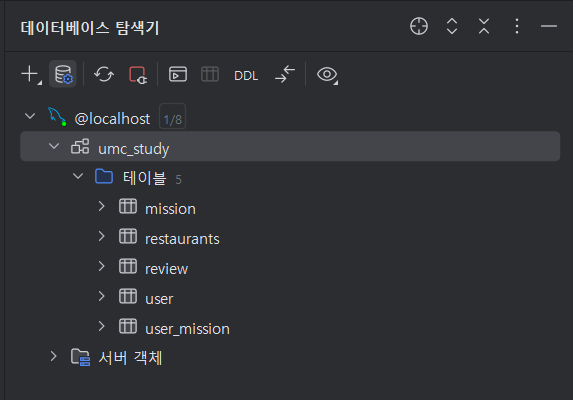 데이터베이스 탐색기
DDL
@localhost 1/8
umc_study
테이블 5
mission
restaurants
review
user
user_mission
서버 객체